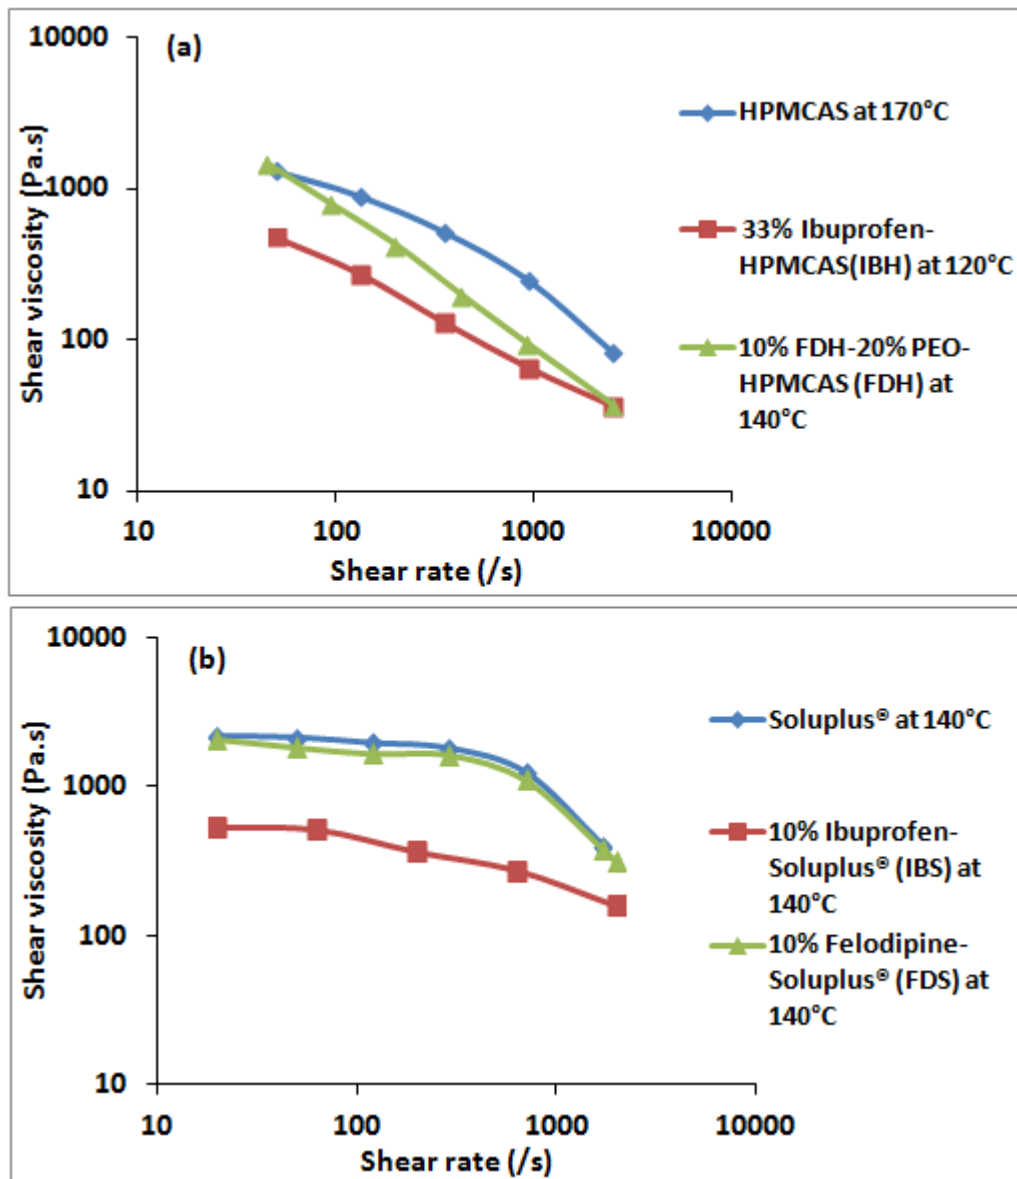 (a)
10000
1000
100
10
10
100
1000
10000
Shear viscosity (Pa.s)
Shear rate (/s)
HPMCAS at 170°C
33% Ibuprofen-
HPMCAS(IBH) at 120°C
10% FDH-20% PEO-
HPMCAS (FDH) at
140°C
(b)
10000
1000
100
10
10
100
1000
10000
Shear viscosity (Pa.s)
Shear rate (/s)
Soluplus® at 140°C
10% Ibuprofen-
Soluplus® (IBS) at
140°C
10% Felodipine-
Soluplus® (FDS) at
140°C